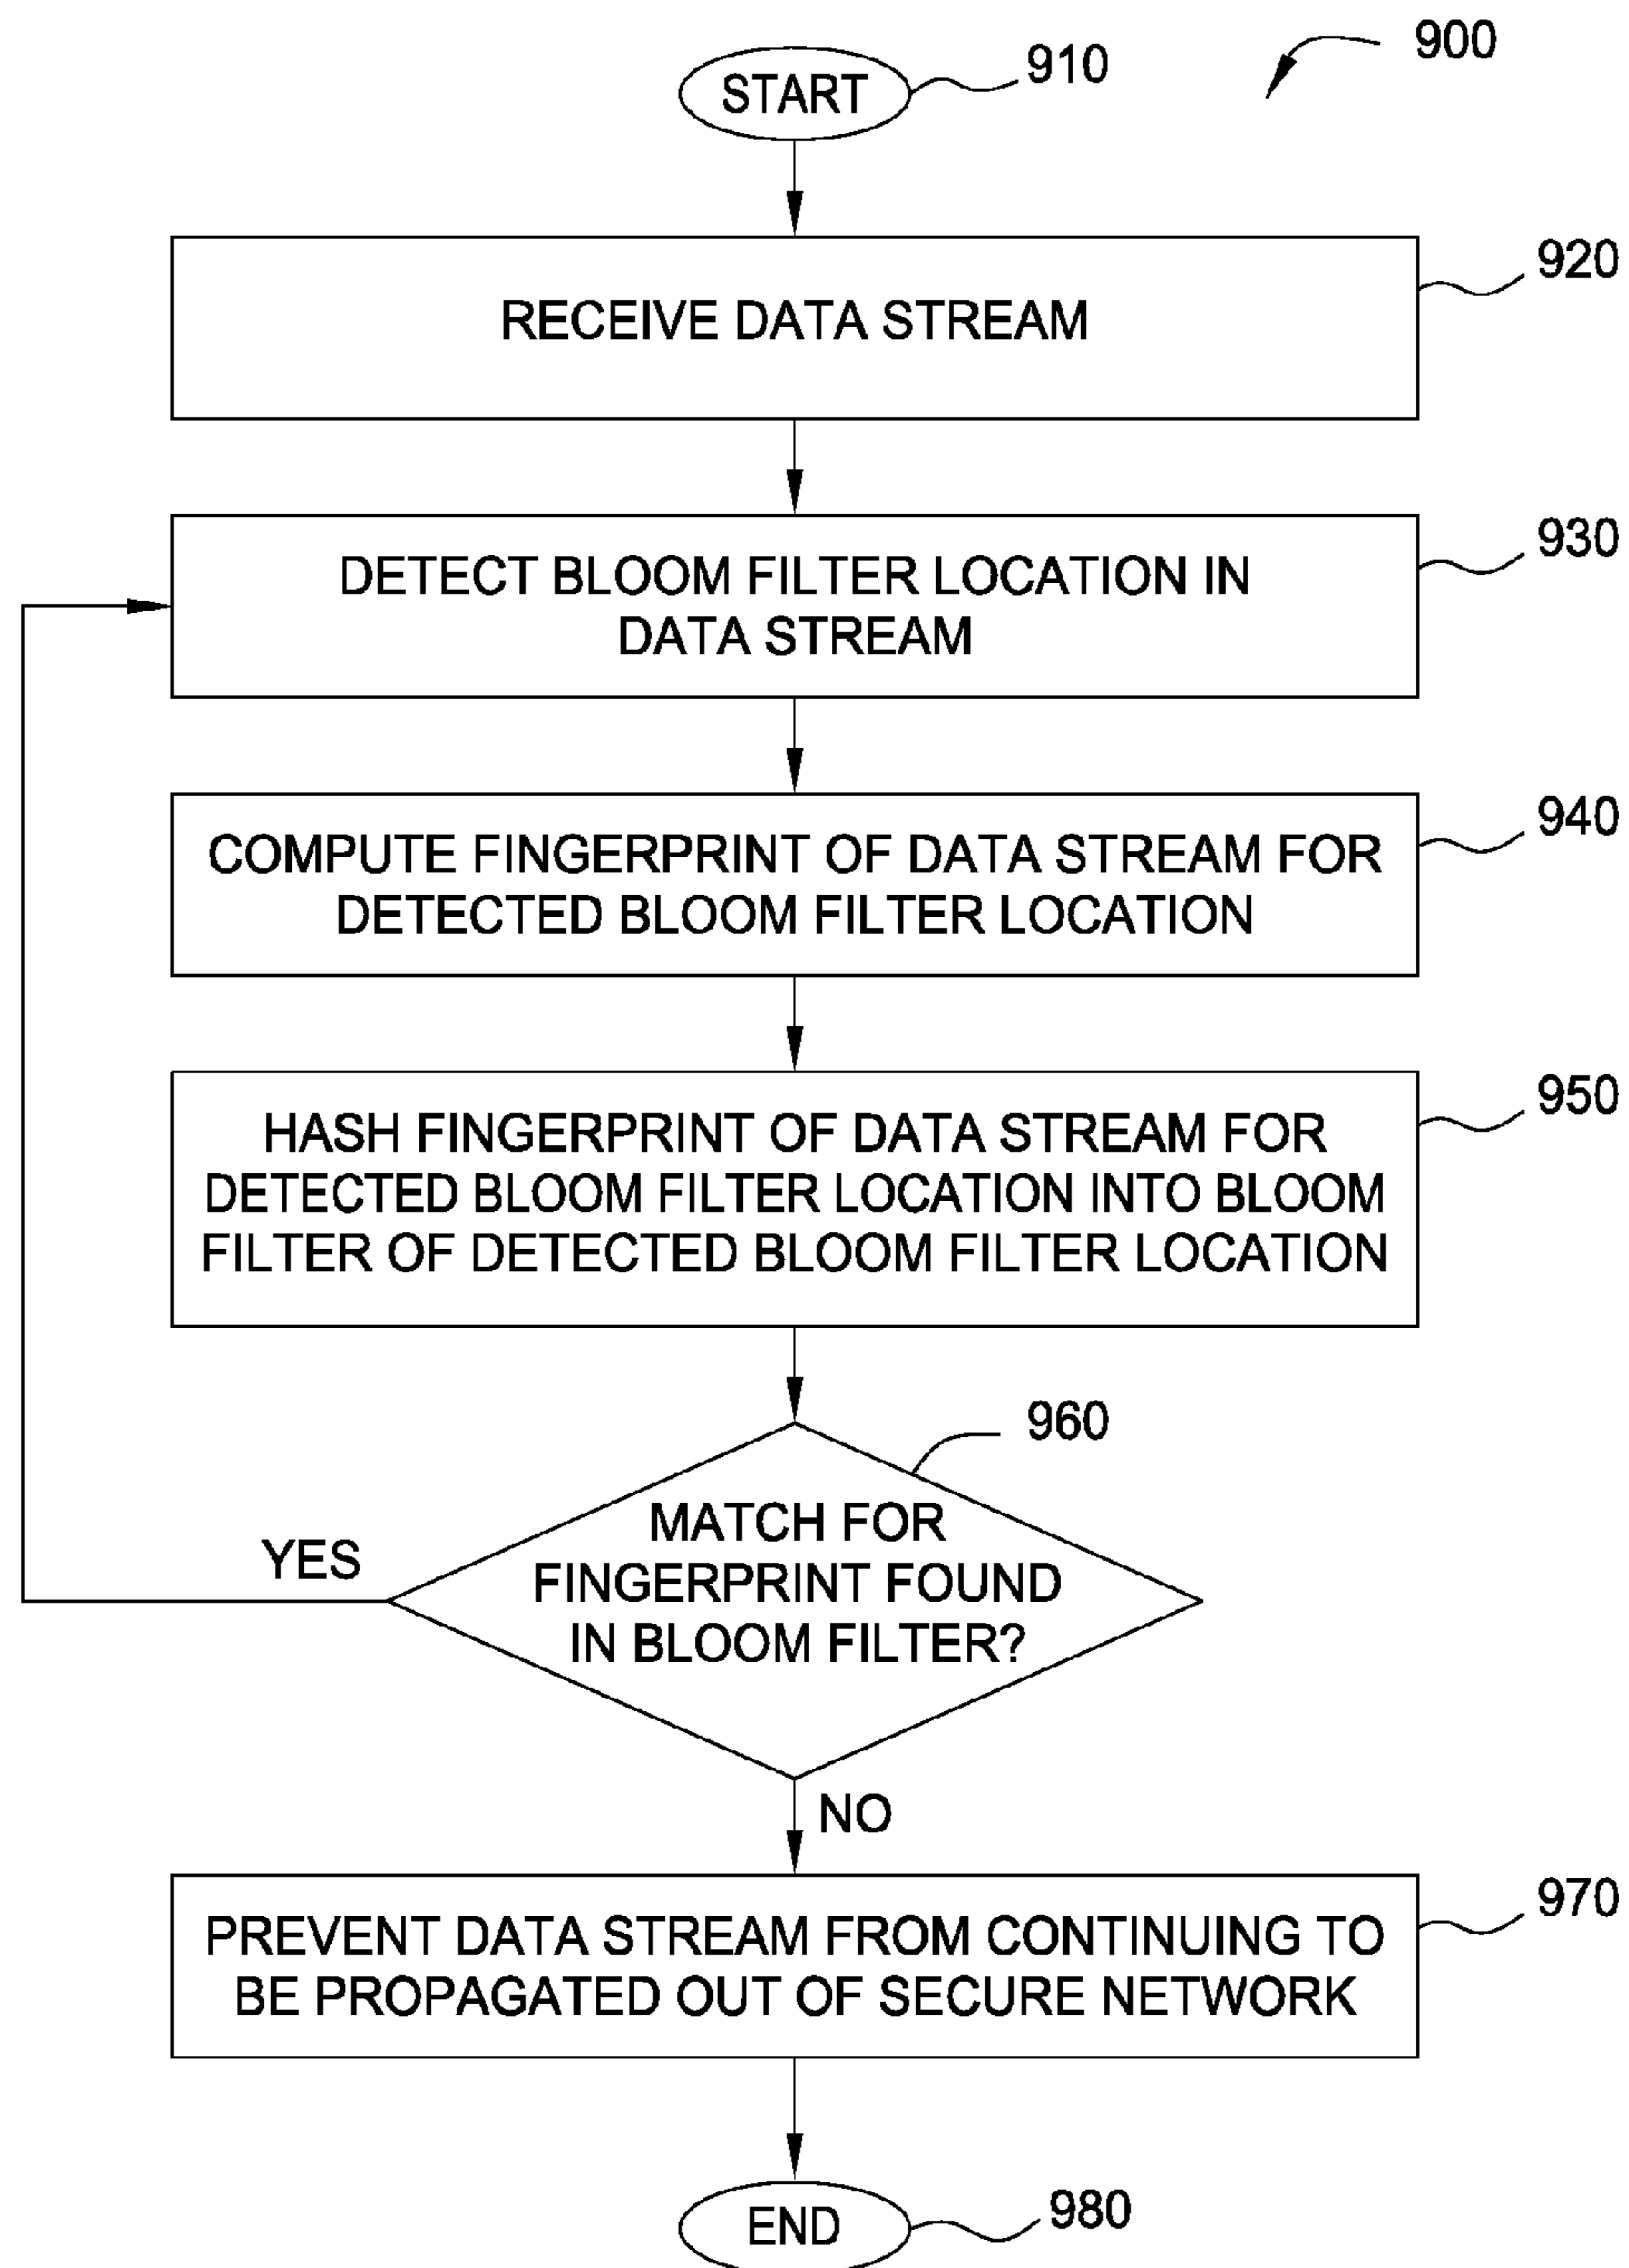 900
START
910
RECEIVE DATA STREAM
920
DETECT BLOOM FILTER LOCATION IN
DATA STREAM
930
COMPUTE FINGERPRINT OF DATA STREAM FOR
DETECTED BLOOM FILTER LOCATION
940
HASH FINGERPRINT OF DATA STREAM FOR
DETECTED BLOOM FILTER LOCATION INTO BLOOM
FILTER OF DETECTED BLOOM FILTER LOCATION
950
960
MATCH FOR
FINGERPRINT FOUND
IN BLOOM FILTER?
YES
NO
PREVENT DATA STREAM FROM CONTINUING TO
BE PROPAGATED OUT OF SECURE NETWORK
970
END
980